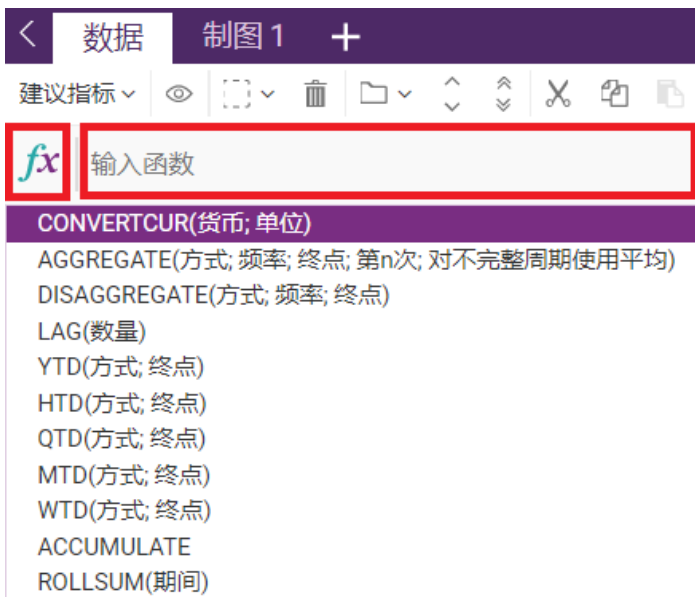 数据 制图 1
建议指标
fx 输入函数
CONVERTCUR(货币; 单位)
AGGREGATE(方式; 频率; 终点; 第n次; 对不完整周期使用平均)
DISAGGREGATE(方式; 频率; 终点)
LAG(数量)
YTD(方式; 终点)
HTD(方式; 终点)
QTD(方式; 终点)
MTD(方式; 终点)
WTD(方式; 终点)
ACCUMULATE
ROLLSUM(期间)